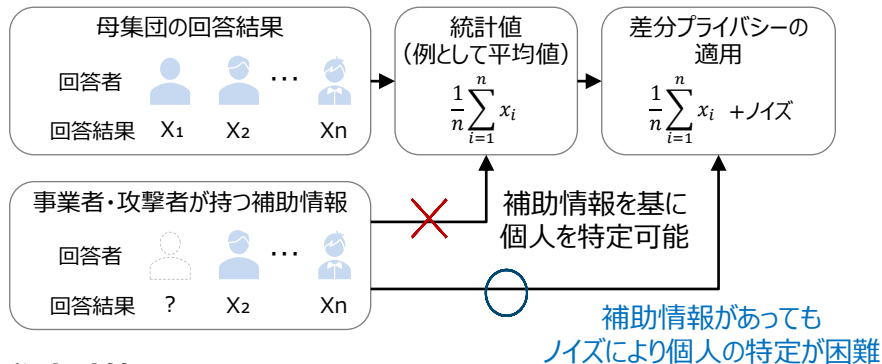 母集団の回答結果
回答者 …
回答結果 X₁ X₂ Xn
統計値
（例として平均値）
$\frac{1}{n}\sum_{i=1}^{n} x_i$
差分プライバシーの
適用
$\frac{1}{n}\sum_{i=1}^{n} x_i$ +ノイズ
事業者・攻撃者が持つ補助情報
回答者 …
回答結果 ? X₂ Xn
補助情報を基に
個人を特定可能
補助情報があっても
ノイズにより個人の特定が困難